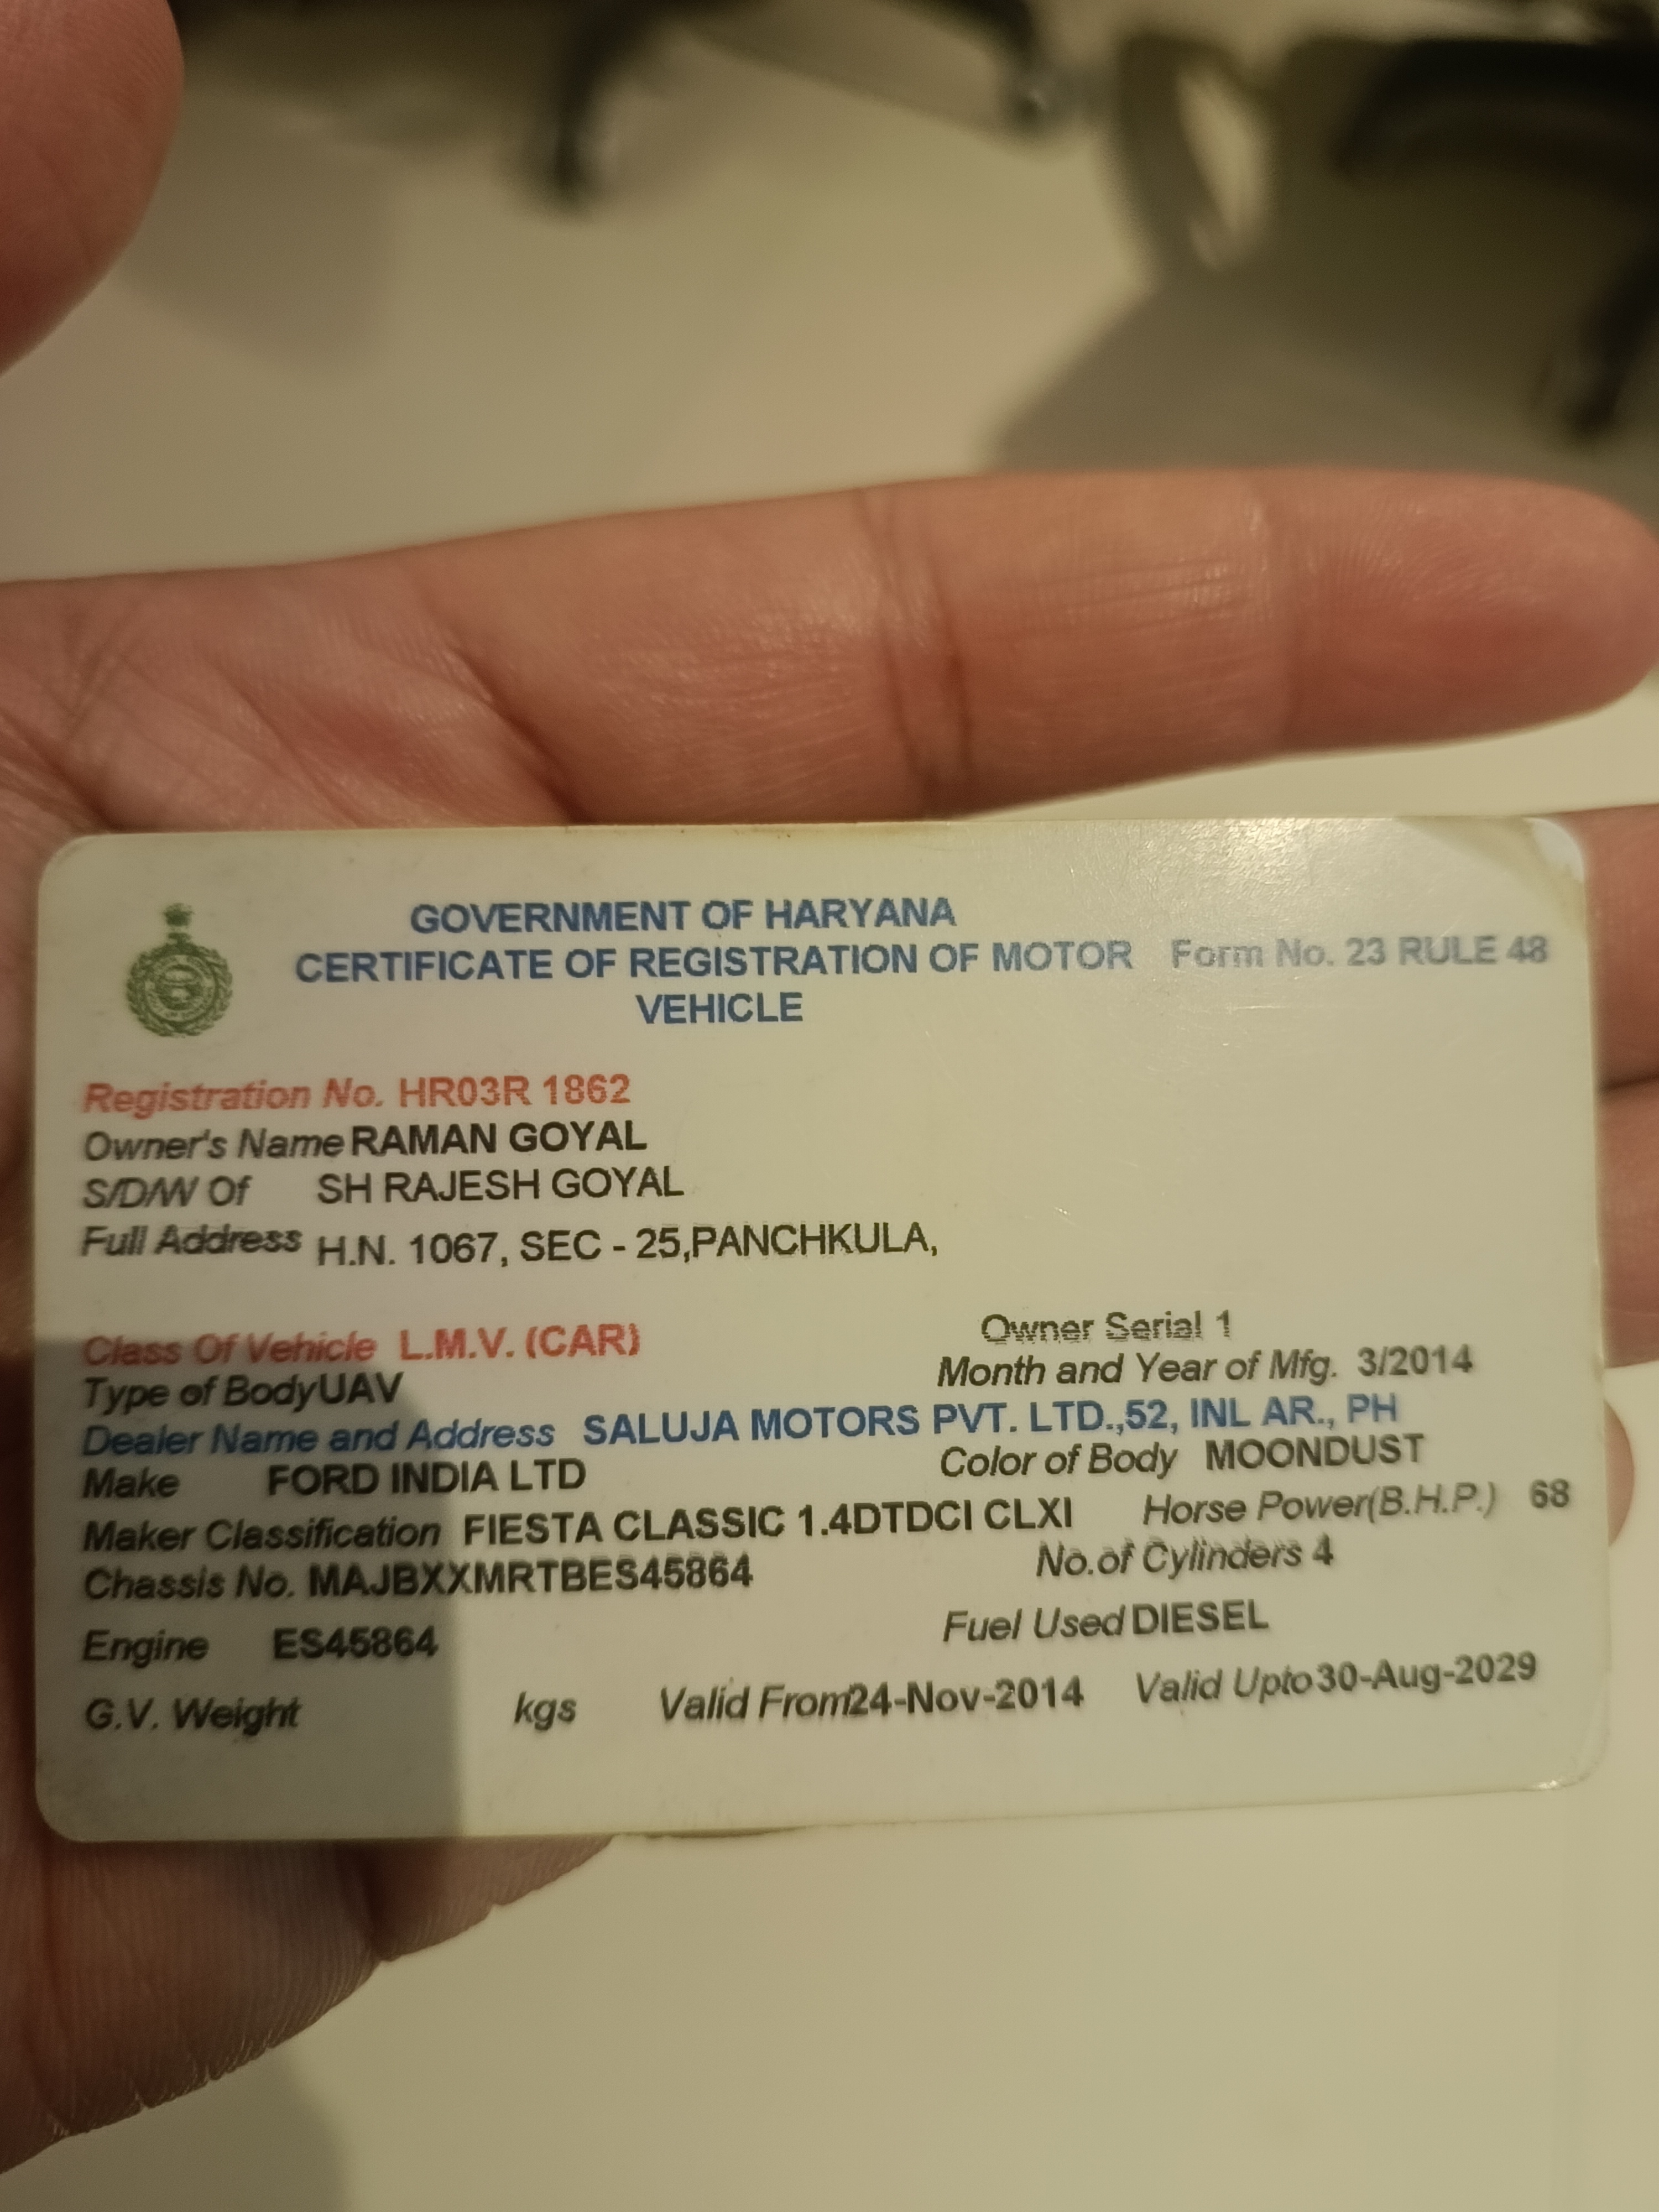 GOVERNMENT OF HARYANA
CERTIFICATE OF REGISTRATION OF MOTOR Form No. 23 RULE 48
VEHICLE
Registration No. HR03R 1862
Owner's Name RAMAN GOYAL
S/D/W Of SH RAJESH GOYAL
Full Address H.N. 1067, SEC - 25,PANCHKULA,
Class Of Vehicle L.M.V. (CAR) Owner Serial 1
Type of Body UAV Month and Year of Mfg. 3/2014
Dealer Name and Address SALUJA MOTORS PVT. LTD.,52, INL AR., PH
Make FORD INDIA LTD Color of Body MOONDUST
Maker Classification FIESTA CLASSIC 1.4DTDCI CLXI Horse Power(B.H.P.) 68
Chassis No. MAJBXXMRTBES45864 No.of Cylinders 4
Engine ES45864 Fuel Used DIESEL
G.V. Weight kgs Valid From 24-Nov-2014 Valid Upto 30-Aug-2029